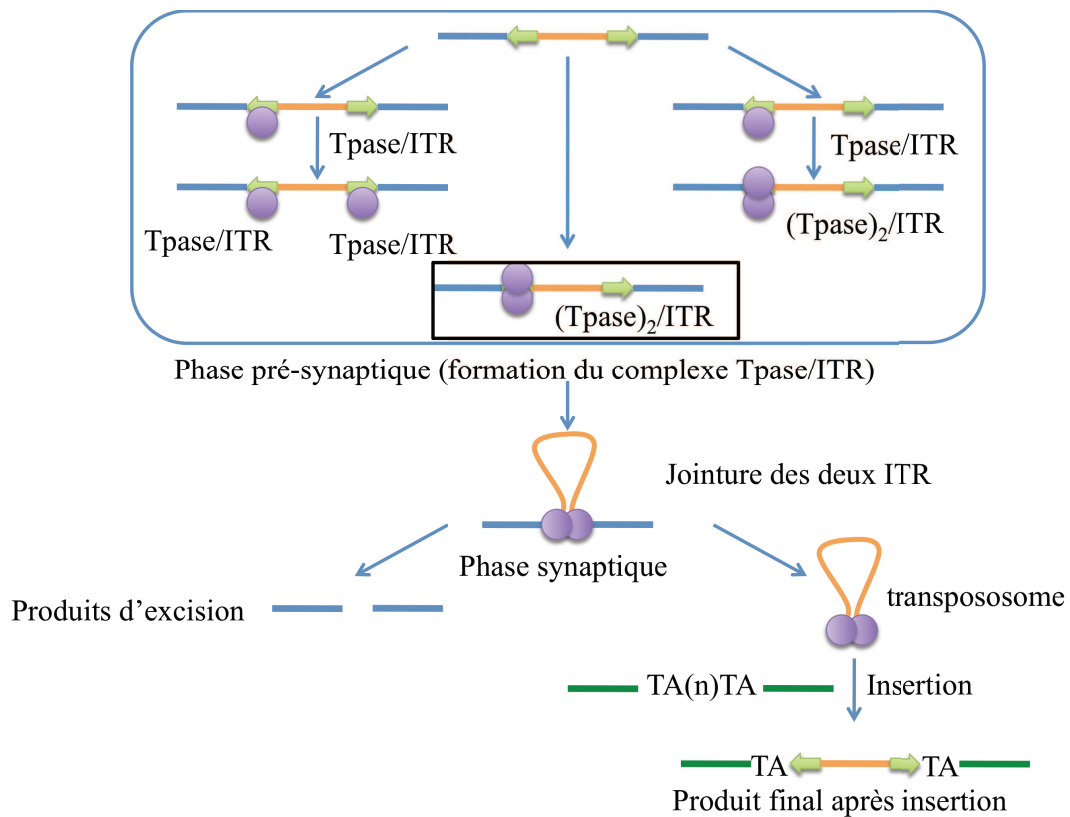 Tpase/ITR
Tpase/ITR
Tpase/ITR
Tpase/ITR
(Tpase)₂/ITR
(Tpase)₂/ITR
Phase pré-synaptique (formation du complexe Tpase/ITR)
Jointure des deux ITR
Phase synaptique
Produits d’excision
transpososome
TA(n)TA
Insertion
TA
TA
Produit final après insertion